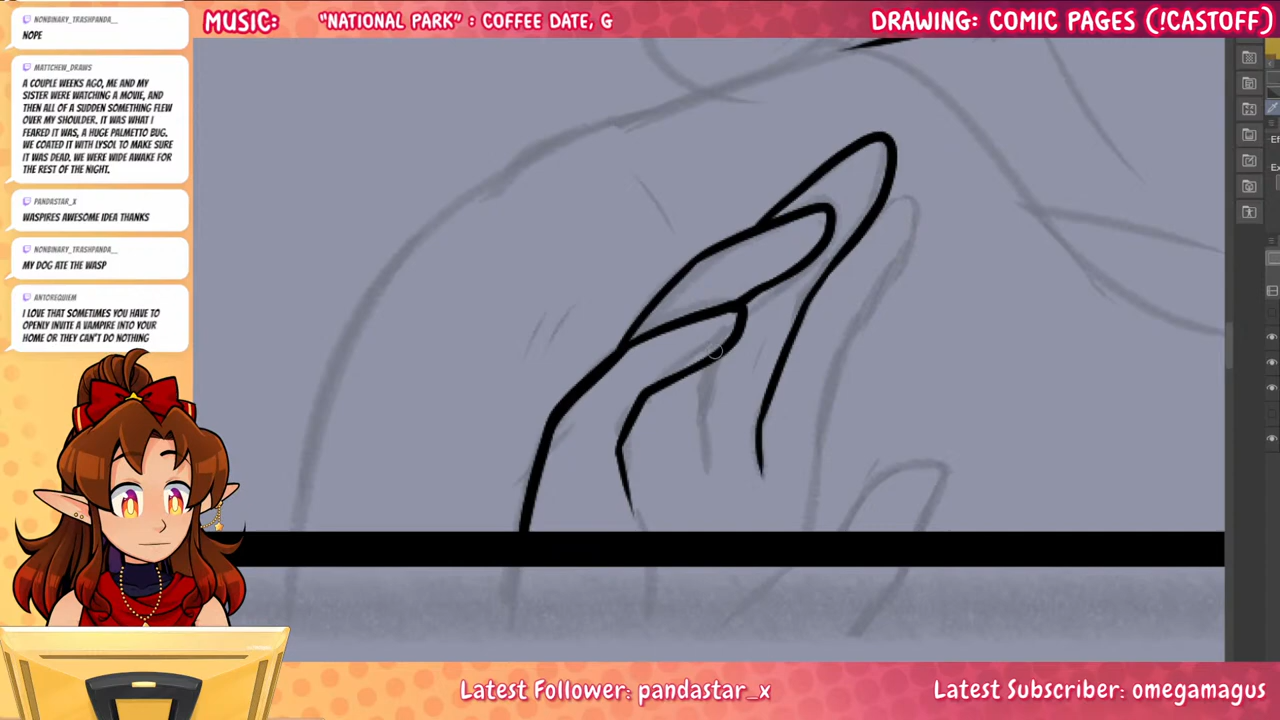 MUSIC: "NATIONAL PARK" : COFFEE DATE, G
DRAWING: COMIC PAGES (!CASTOFF)
NONBINARY_TRASHPANDA__
NOPE
MATTCHEW_DRAWS
A COUPLE WEEKS AGO, ME AND MY
SISTER WERE WATCHING A MOVIE, AND
THEN ALL OF A SUDDEN SOMETHING FLEW
OVER MY SHOULDER. IT WAS WHAT I
FEARED IT WAS, A HUGE PALMETTO BUG.
WE COATED IT WITH LYSOL TO MAKE SURE
IT WAS DEAD. WE WERE WIDE AWAKE FOR
THE REST OF THE NIGHT.
PANDASTAR_X
WASPIRES AWESOME IDEA THANKS
NONBINARY_TRASHPANDA__
MY DOG ATE THE WASP
ANTOREQUIEM
I LOVE THAT SOMETIMES YOU HAVE TO
OPENLY INVITE A VAMPIRE INTO YOUR
HOME OR THEY CAN'T DO NOTHING
Latest Follower: pandastar_x
Latest Subscriber: omegamagus